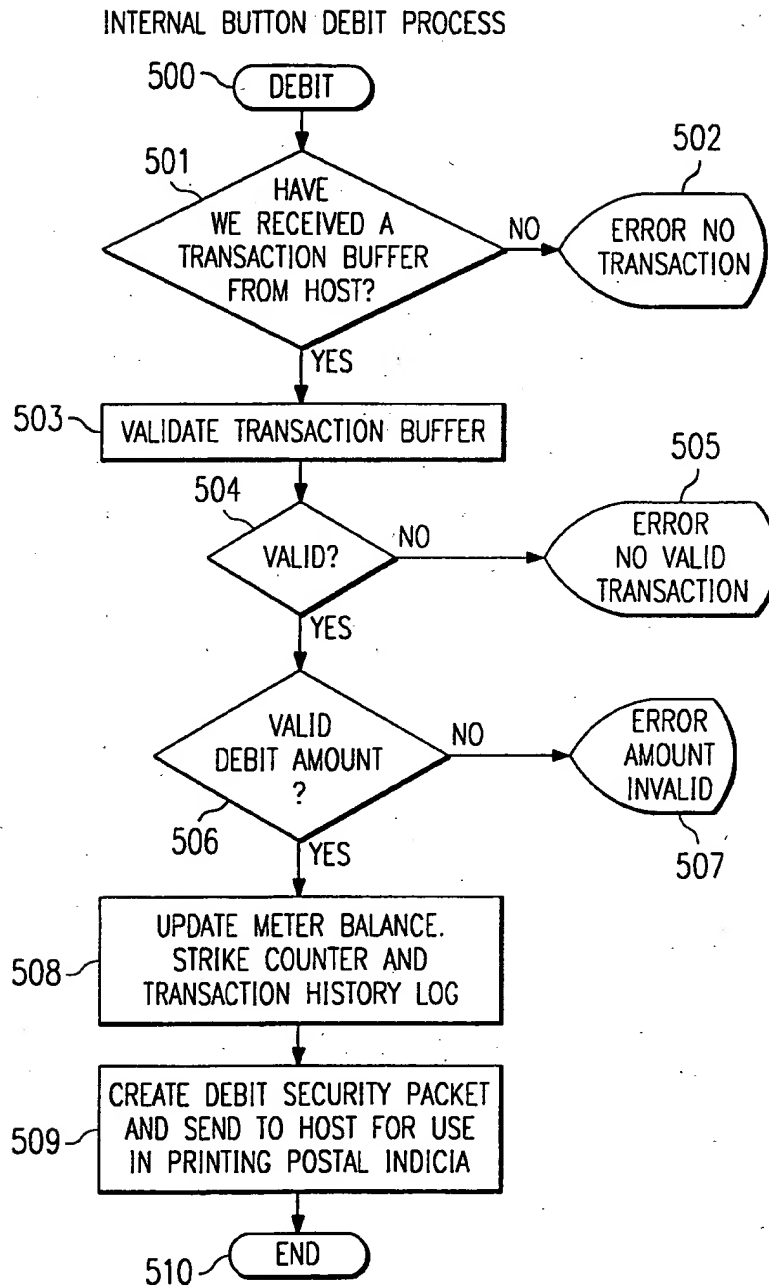 INTERNAL BUTTON DEBIT PROCESS
500
DEBIT
501
HAVE
WE RECEIVED A
TRANSACTION BUFFER
FROM HOST?
NO
502
ERROR NO
TRANSACTION
YES
503
VALIDATE TRANSACTION BUFFER
504
VALID?
NO
505
ERROR
NO VALID
TRANSACTION
YES
VALID
DEBIT AMOUNT
?
506
NO
ERROR
AMOUNT
INVALID
507
YES
508
UPDATE METER BALANCE.
STRIKE COUNTER AND
TRANSACTION HISTORY LOG
509
CREATE DEBIT SECURITY PACKET
AND SEND TO HOST FOR USE
IN PRINTING POSTAL INDICIA
510
END